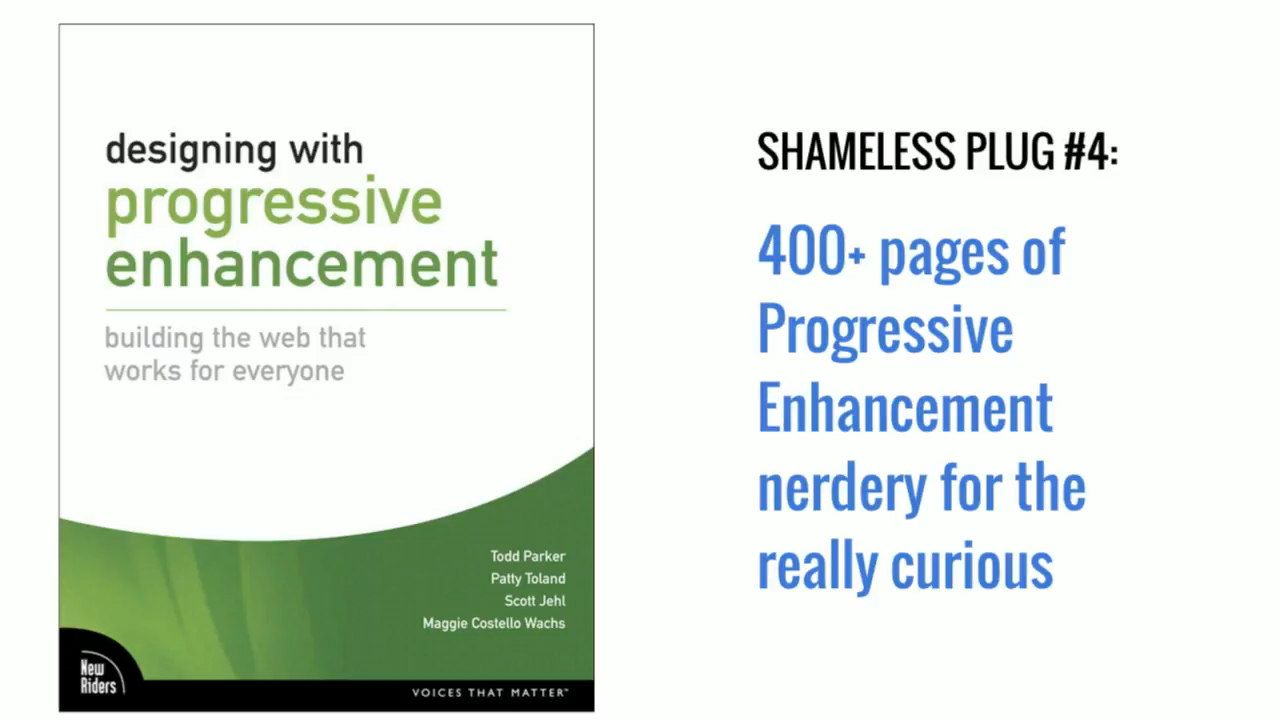 designing with
progressive
enhancement
building the web that
works for everyone
Todd Parker
Patty Toland
Scott Jehl
Maggie Costello Wachs
New
Riders
VOICES THAT MATTER™
SHAMELESS PLUG #4:
400+ pages of
Progressive
Enhancement
nerdery for the
really curious